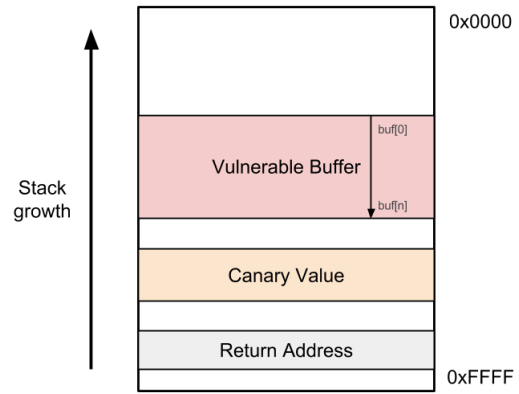 0x0000
buf[0]
Vulnerable Buffer
Stack
growth
buf[n]
Canary Value
Return Address
0xFFFF